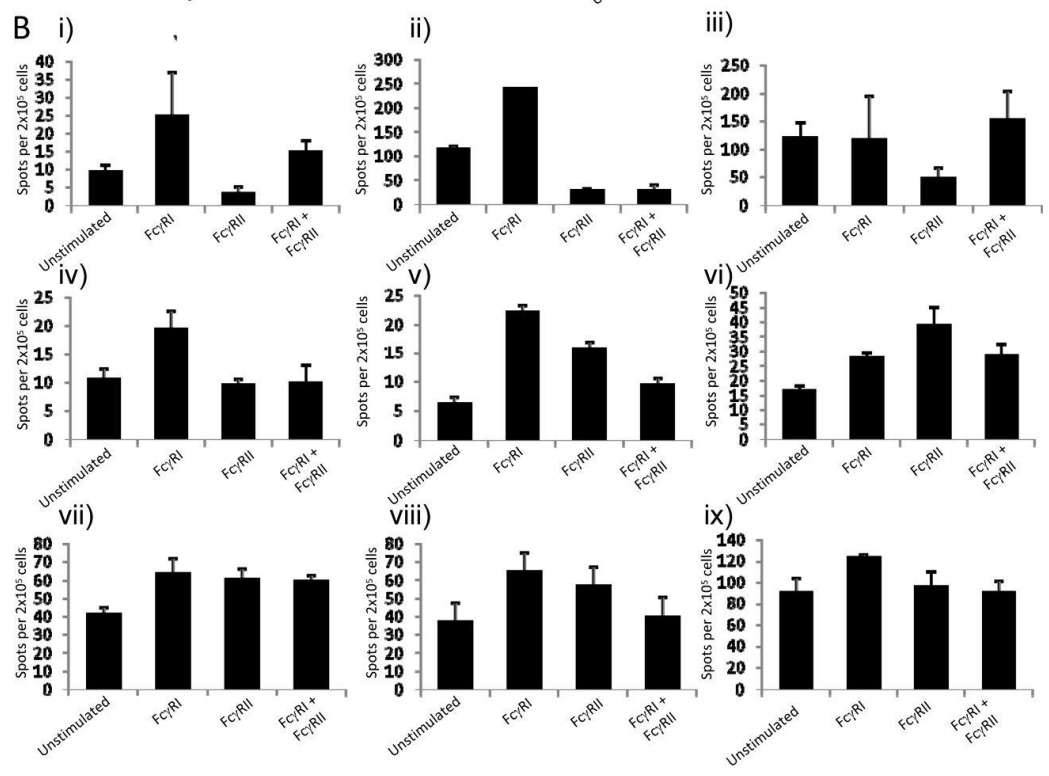 B i)
Spots per 2x10⁵ cells
40
35
30
25
20
15
10
5
0
Unstimulated
FcγRI
FcγRII
FcγRI +
FcγRII
ii)
Spots per 2x10⁵ cells
300
250
200
150
100
50
0
Unstimulated
FcγRI
FcγRII
FcγRI +
FcγRII
iii)
Spots per 2x10⁵ cells
250
200
150
100
50
0
Unstimulated
FcγRI
FcγRII
FcγRI +
FcγRII
iv)
Spots per 2x10⁵ cells
25
20
15
10
5
0
Unstimulated
FcγRI
FcγRII
FcγRI +
FcγRII
v)
Spots per 2x10⁵ cells
25
20
15
10
5
0
Unstimulated
FcγRI
FcγRII
FcγRI +
FcγRII
vi)
Spots per 2x10⁵ cells
50
45
40
35
30
25
20
15
10
5
0
Unstimulated
FcγRI
FcγRII
FcγRI +
FcγRII
vii)
Spots per 2x10⁵ cells
80
70
60
50
40
30
20
10
0
Unstimulated
FcγRI
FcγRII
FcγRI +
FcγRII
viii)
Spots per 2x10⁵ cells
80
70
60
50
40
30
20
10
0
Unstimulated
FcγRI
FcγRII
FcγRI +
FcγRII
ix)
Spots per 2x10⁵ cells
140
120
100
80
60
40
20
0
Unstimulated
FcγRI
FcγRII
FcγRI +
FcγRII